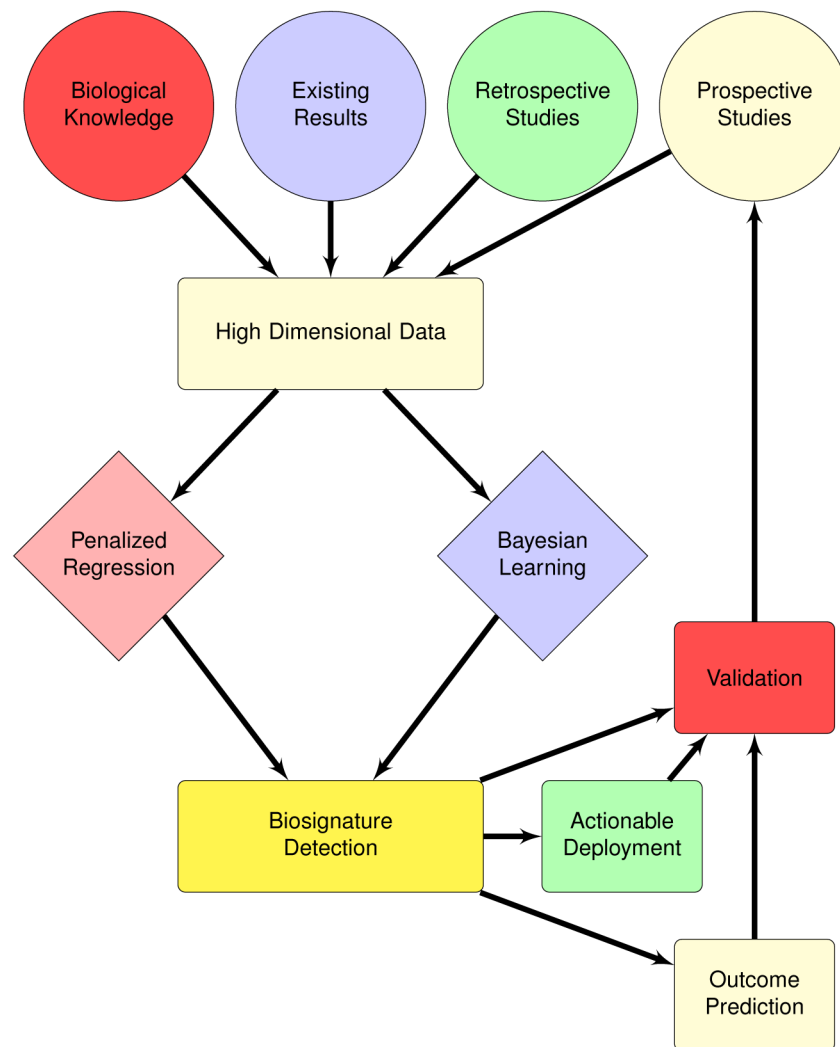 Biological
Knowledge
Existing
Results
Retrospective
Studies
Prospective
Studies
High Dimensional Data
Penalized
Regression
Bayesian
Learning
Validation
Biosignature
Detection
Actionable
Deployment
Outcome
Prediction